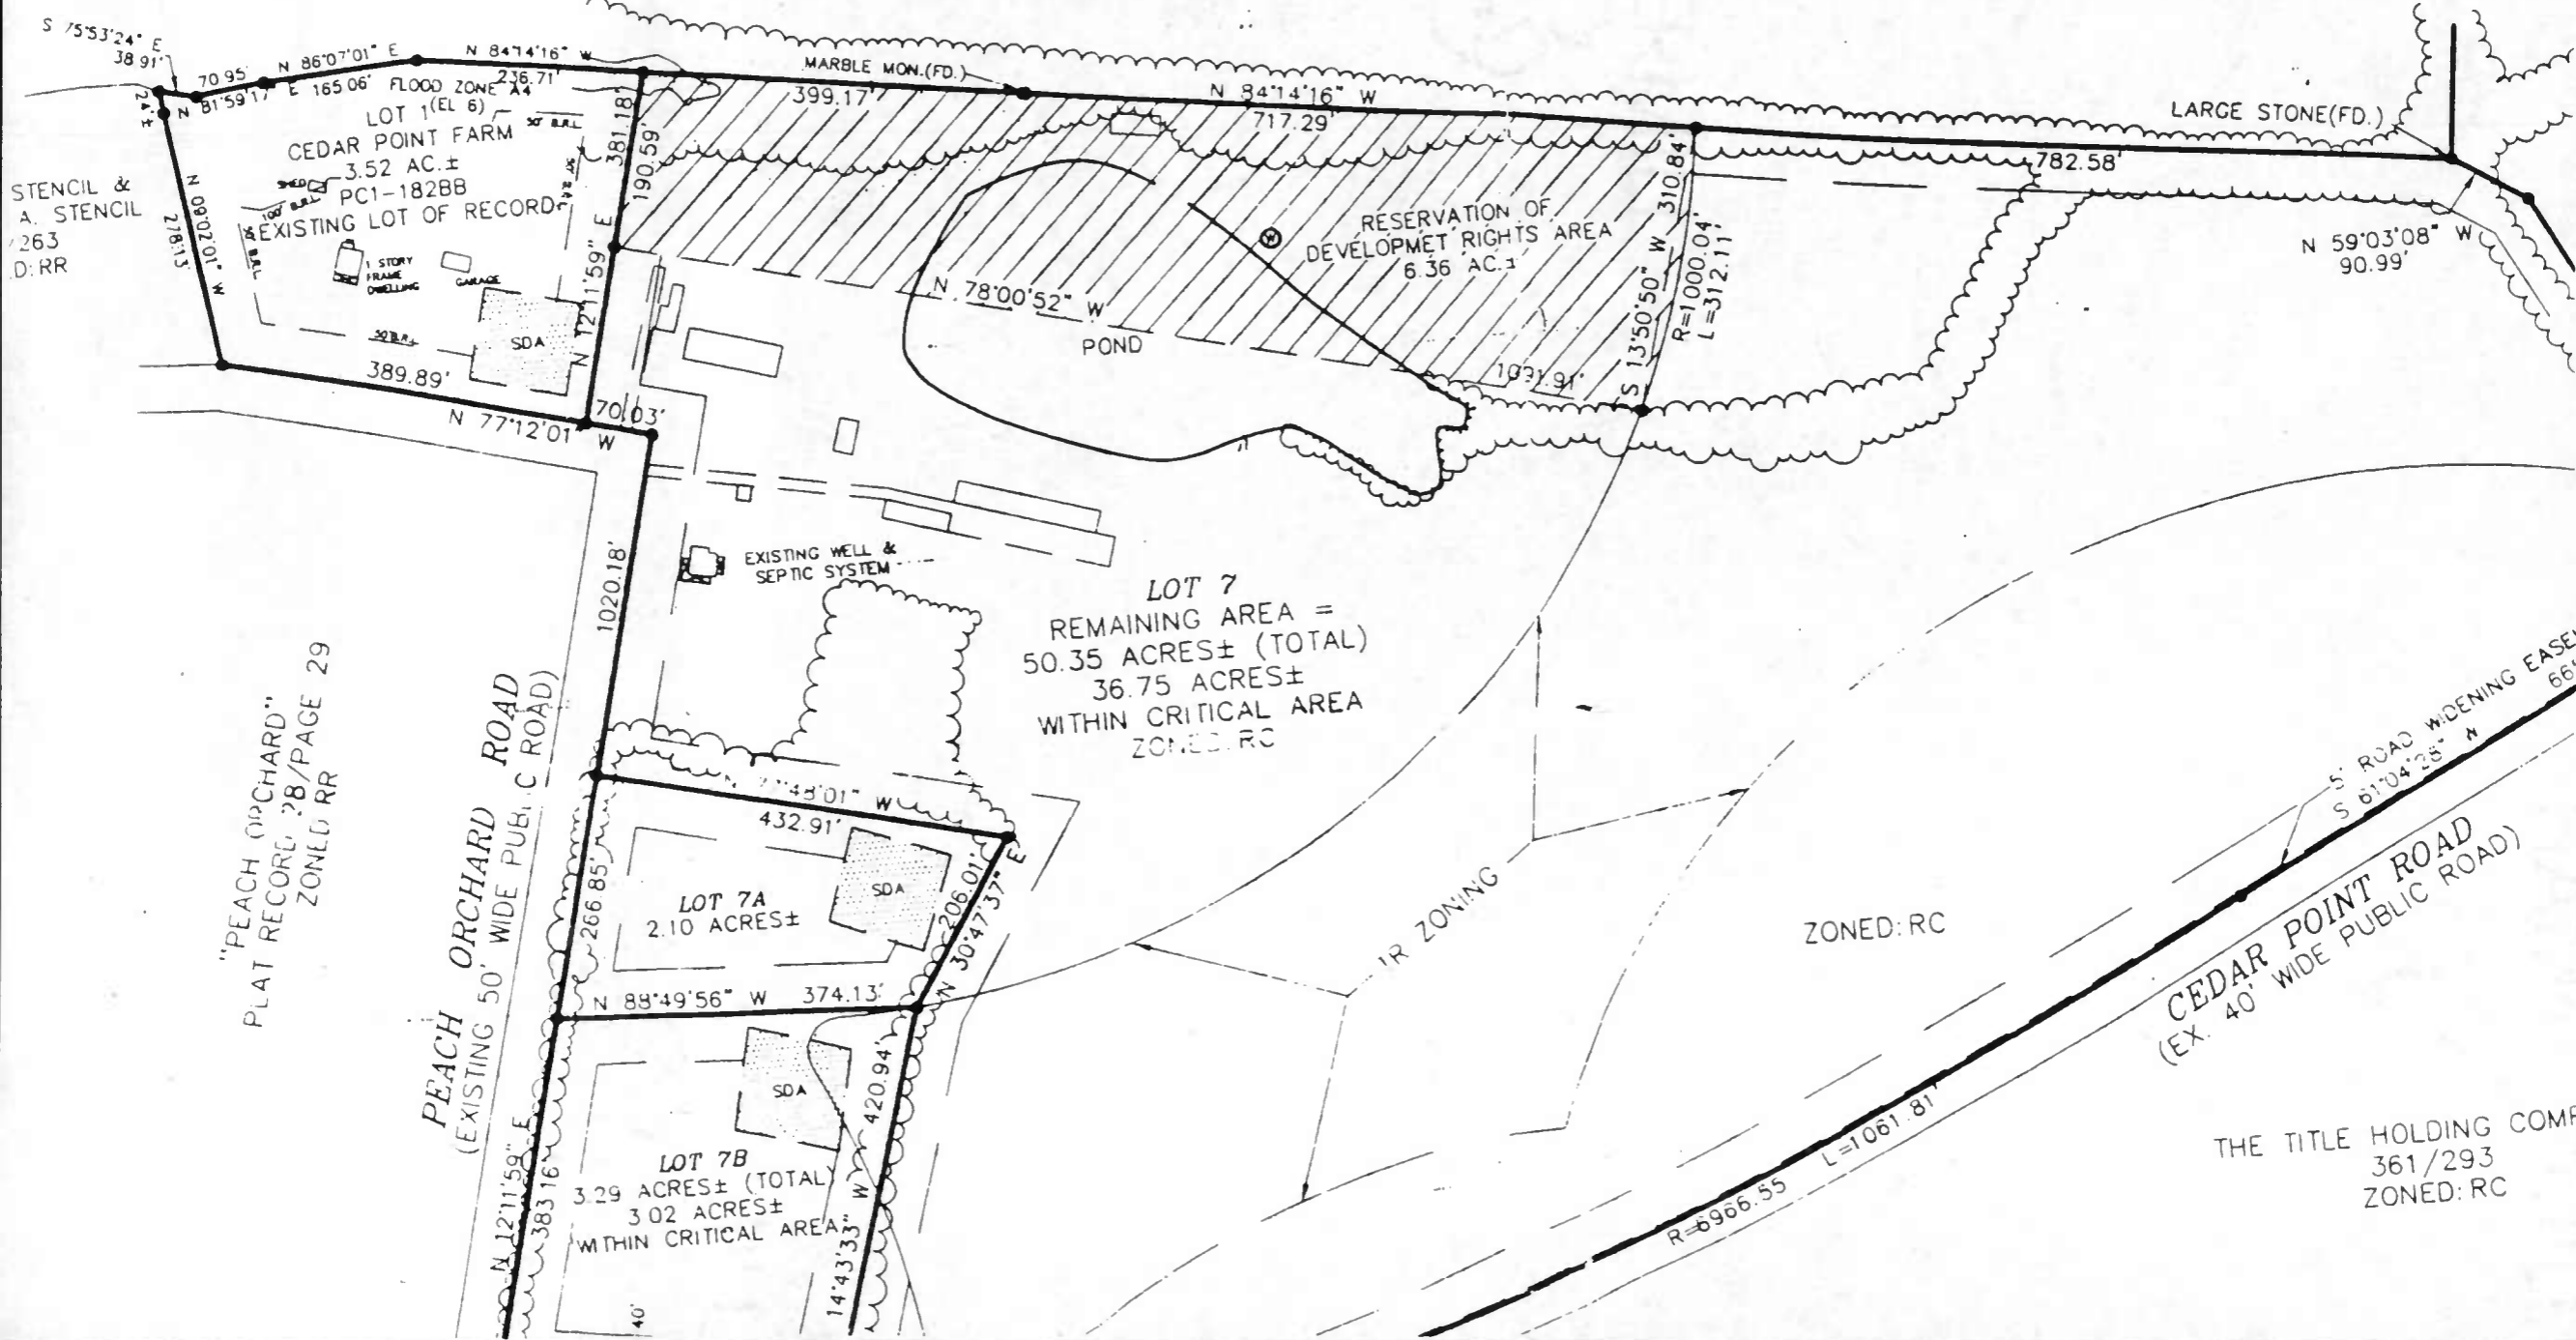 S 75°53'24" E
38.91'
70.95'
N 81°59'17" E
N 86°07'01" E
165.06'
N 84°14'16" W
236.71'
FLOOD ZONE A4
(EL 6)
LOT 1
CEDAR POINT FARM
3.52 AC.±
PC1-182BB
EXISTING LOT OF RECORD
SHED
50' B.R.L.
100' B.R.L.
1 STORY
FRAME
DWELLING
GARAGE
SDA
50' B.R.L.
STENCIL &
A. STENCIL
/263
D: RR
N 09°02'01" W
278.13'
389.89'
N 77°12'01" W
70.03'
381.18'
190.59'
N 12°11'59" E
MARBLE MON.(FD.)
399.17'
N 84°14'16" W
717.29'
LARGE STONE(FD.)
782.58'
N 59°03'08" W
90.99'
RESERVATION OF
DEVELOPMET RIGHTS AREA
6.36 AC.±
W
N 78°00'52" W
POND
S 13°50'50" W 310.84'
R=1000.04'
L=312.11'
EXISTING WELL &
SEPTIC SYSTEM
LOT 7
REMAINING AREA =
50.35 ACRES± (TOTAL)
36.75 ACRES±
WITHIN CRITICAL AREA
ZONED: RC
1020.18'
"PEACH ORCHARD"
PLAT RECORD 28/PAGE 29
ZONED RR
PEACH ORCHARD ROAD
(EXISTING 50' WIDE PUBLIC ROAD)
432.91'
266.85'
LOT 7A
2.10 ACRES±
SDA
206.01'
N 30°47'37" E
N 88°49'56" W 374.13'
SDA
420.94'
LOT 7B
3.29 ACRES± (TOTAL)
3.02 ACRES±
WITHIN CRITICAL AREA
N 12°11'59" E
383.16'
14°43'33" W
40'
ZONING
ZONED: RC
5' ROAD WIDENING
S 61°04'28" W
CEDAR POINT ROAD
(EX. 40' WIDE PUBLIC ROAD)
L=1061.81'
R=6966.55
THE TITLE HOLDING
361/293
ZONED: RC